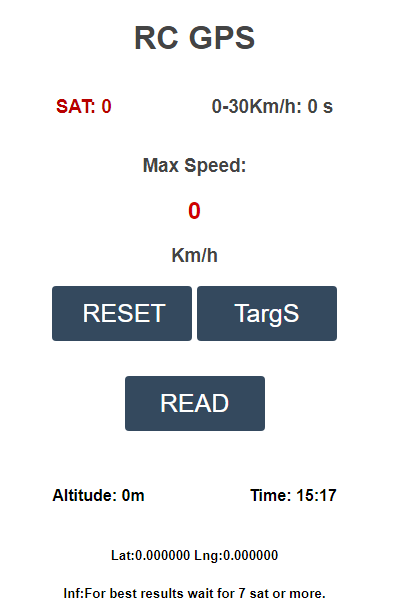 RC GPS
SAT: 0 0-30Km/h: 0 s
Max Speed:
0
Km/h
RESET TargS
READ
Altitude: 0m Time: 15:17
Lat:0.000000 Lng:0.000000
Inf:For best results wait for 7 sat or more.